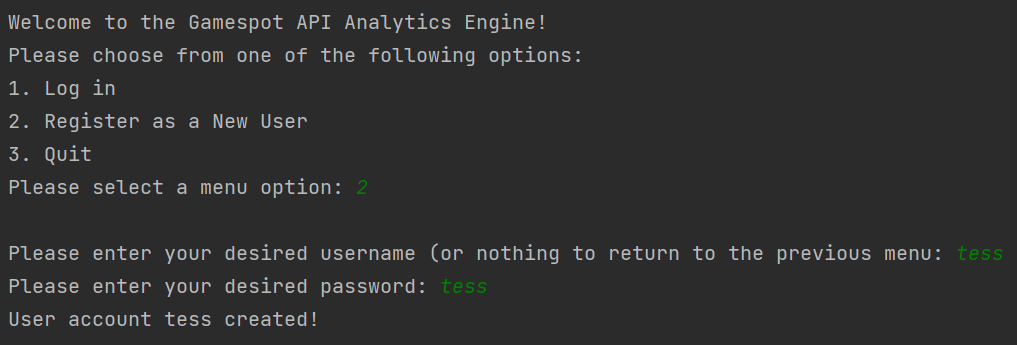 Welcome to the Gamespot API Analytics Engine!
Please choose from one of the following options:
1. Log in
2. Register as a New User
3. Quit
Please select a menu option: 2
Please enter your desired username (or nothing to return to the previous menu: tess
Please enter your desired password: tess
User account tess created!